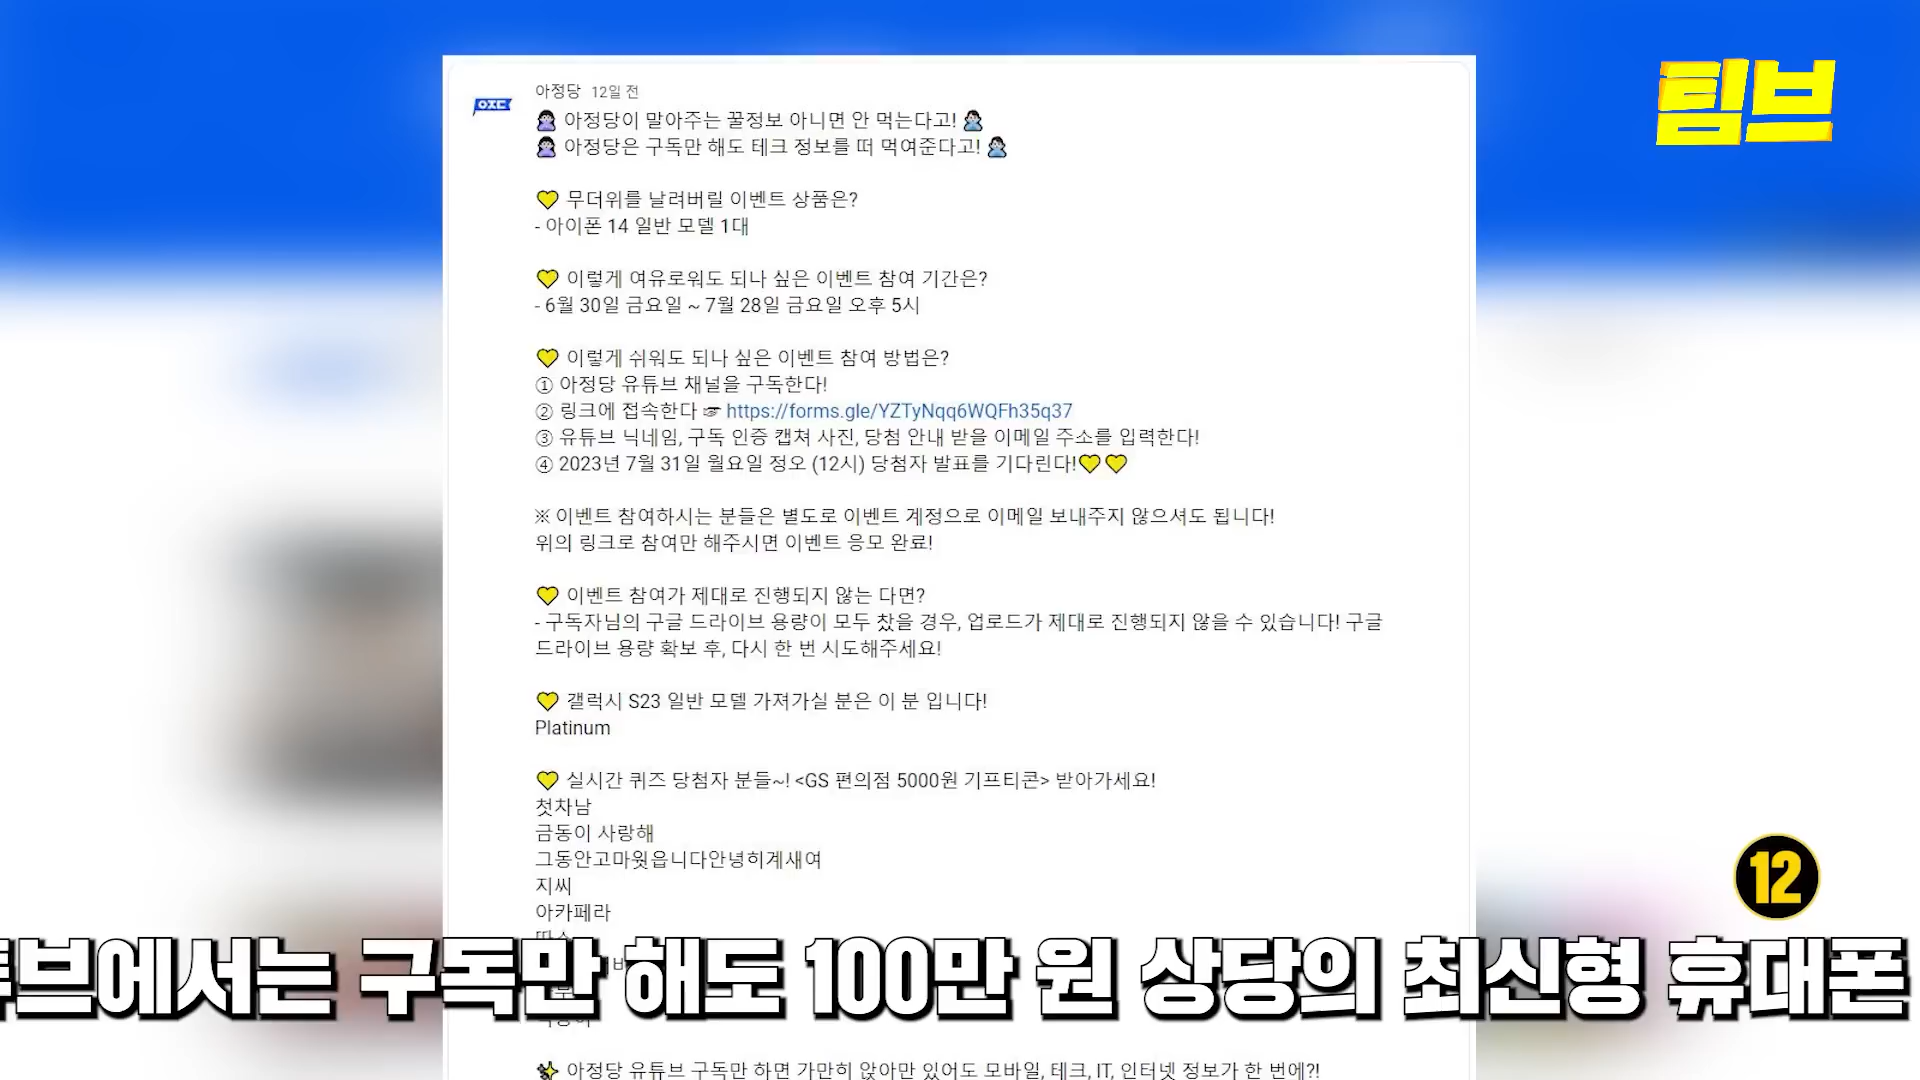 팀브
아정당 12일 전
아정당이 말아주는 꿀정보 아니면 안 먹는다고!
아정당은 구독만 해도 테크 정보를 떠 먹여준다고!
💛 무더위를 날려버릴 이벤트 상품은?
- 아이폰 14 일반 모델 1대
💛 이렇게 여유로워도 되나 싶은 이벤트 참여 기간은?
- 6월 30일 금요일 ~ 7월 28일 금요일 오후 5시
💛 이렇게 쉬워도 되나 싶은 이벤트 참여 방법은?
① 아정당 유튜브 채널을 구독한다!
② 링크에 접속한다 ☞ https://forms.gle/YZTyNqq6WQFh35q37
③ 유튜브 닉네임, 구독 인증 캡쳐 사진, 당첨 안내 받을 이메일 주소를 입력한다!
④ 2023년 7월 31일 월요일 정오 (12시) 당첨자 발표를 기다린다!💛💛
※ 이벤트 참여하시는 분들은 별도로 이벤트 계정으로 이메일 보내주지 않으셔도 됩니다!
위의 링크로 참여만 해주시면 이벤트 응모 완료!
💛 이벤트 참여가 제대로 진행되지 않는 다면?
- 구독자님의 구글 드라이브 용량이 모두 찼을 경우, 업로드가 제대로 진행되지 않을 수 있습니다! 구글
드라이브 용량 확보 후, 다시 한 번 시도해주세요!
💛 갤럭시 S23 일반 모델 가져가실 분은 이 분 입니다!
Platinum
💛 실시간 퀴즈 당첨자 분들~! <GS 편의점 5000원 기프티콘> 받아가세요!
첫차남
금동이 사랑해
그동안고마웟읍니다안녕히계새여
지씨
아카페라
12
튜브에서는 구독만 해도 100만 원 상당의 최신형 휴대폰
✨ 아정당 유튜브 구독만 하면 가만히 앉아만 있어도 모바일, 테크, IT, 인터넷 정보가 한 번에?!